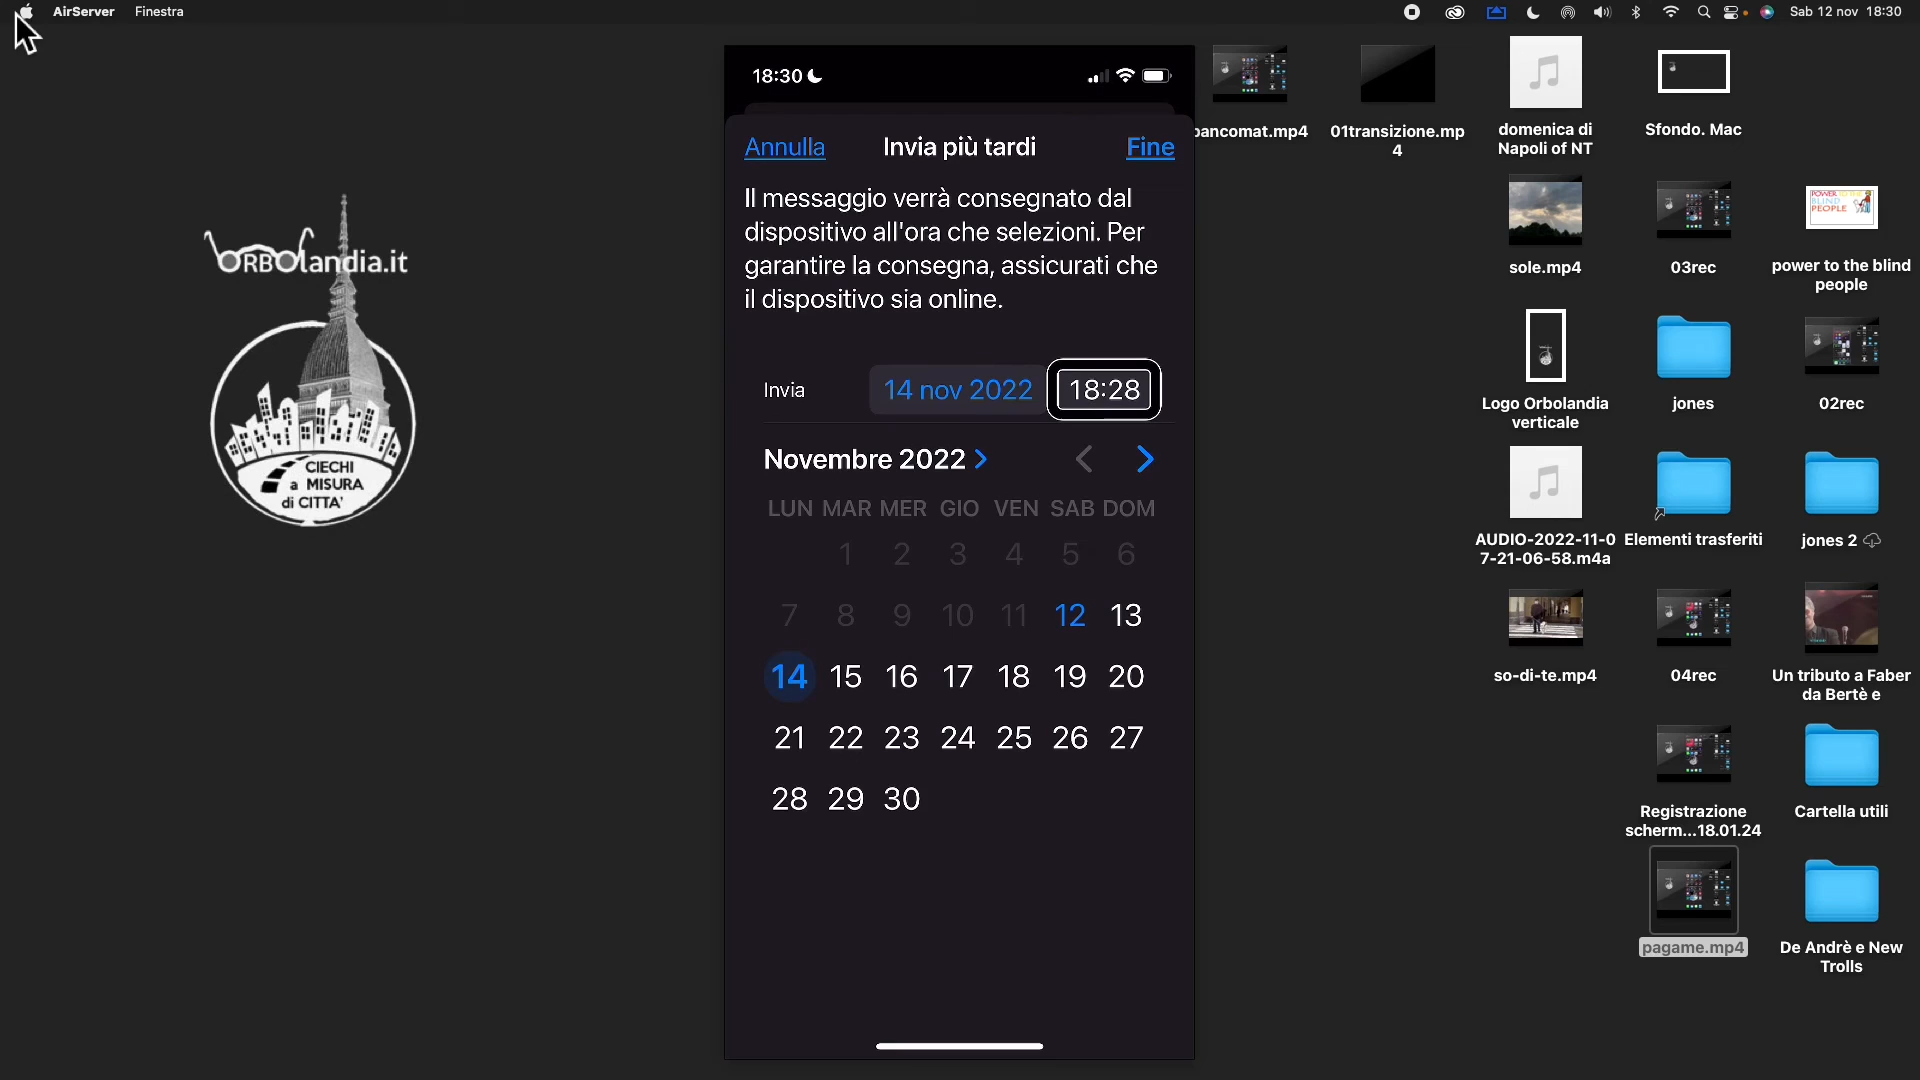 AirServer Finestra
Sab 12 nov 18:30
ORBOlandia.it
CIECHI
a MISURA
di CITTA'
18:30
Annulla Invia più tardi Fine
Il messaggio verrà consegnato dal
dispositivo all'ora che selezioni. Per
garantire la consegna, assicurati che
il dispositivo sia online.
Invia 14 nov 2022 18:28
Novembre 2022
LUN MAR MER GIO VEN SAB DOM
1 2 3 4 5 6
7 8 9 10 11 12 13
14 15 16 17 18 19 20
21 22 23 24 25 26 27
28 29 30
bancomat.mp4
01transizione.mp
4
domenica di
Napoli of NT
Sfondo. Mac
sole.mp4
03rec
POWER TO THE
BLIND
PEOPLE
power to the blind
people
Logo Orbolandia
verticale
jones
02rec
AUDIO-2022-11-0
7-21-06-58.m4a
Elementi trasferiti
jones 2
so-di-te.mp4
04rec
Un tributo a Faber
da Bertè e
Registrazione
scherm...18.01.24
Cartella utili
pagame.mp4
De Andrè e New
Trolls